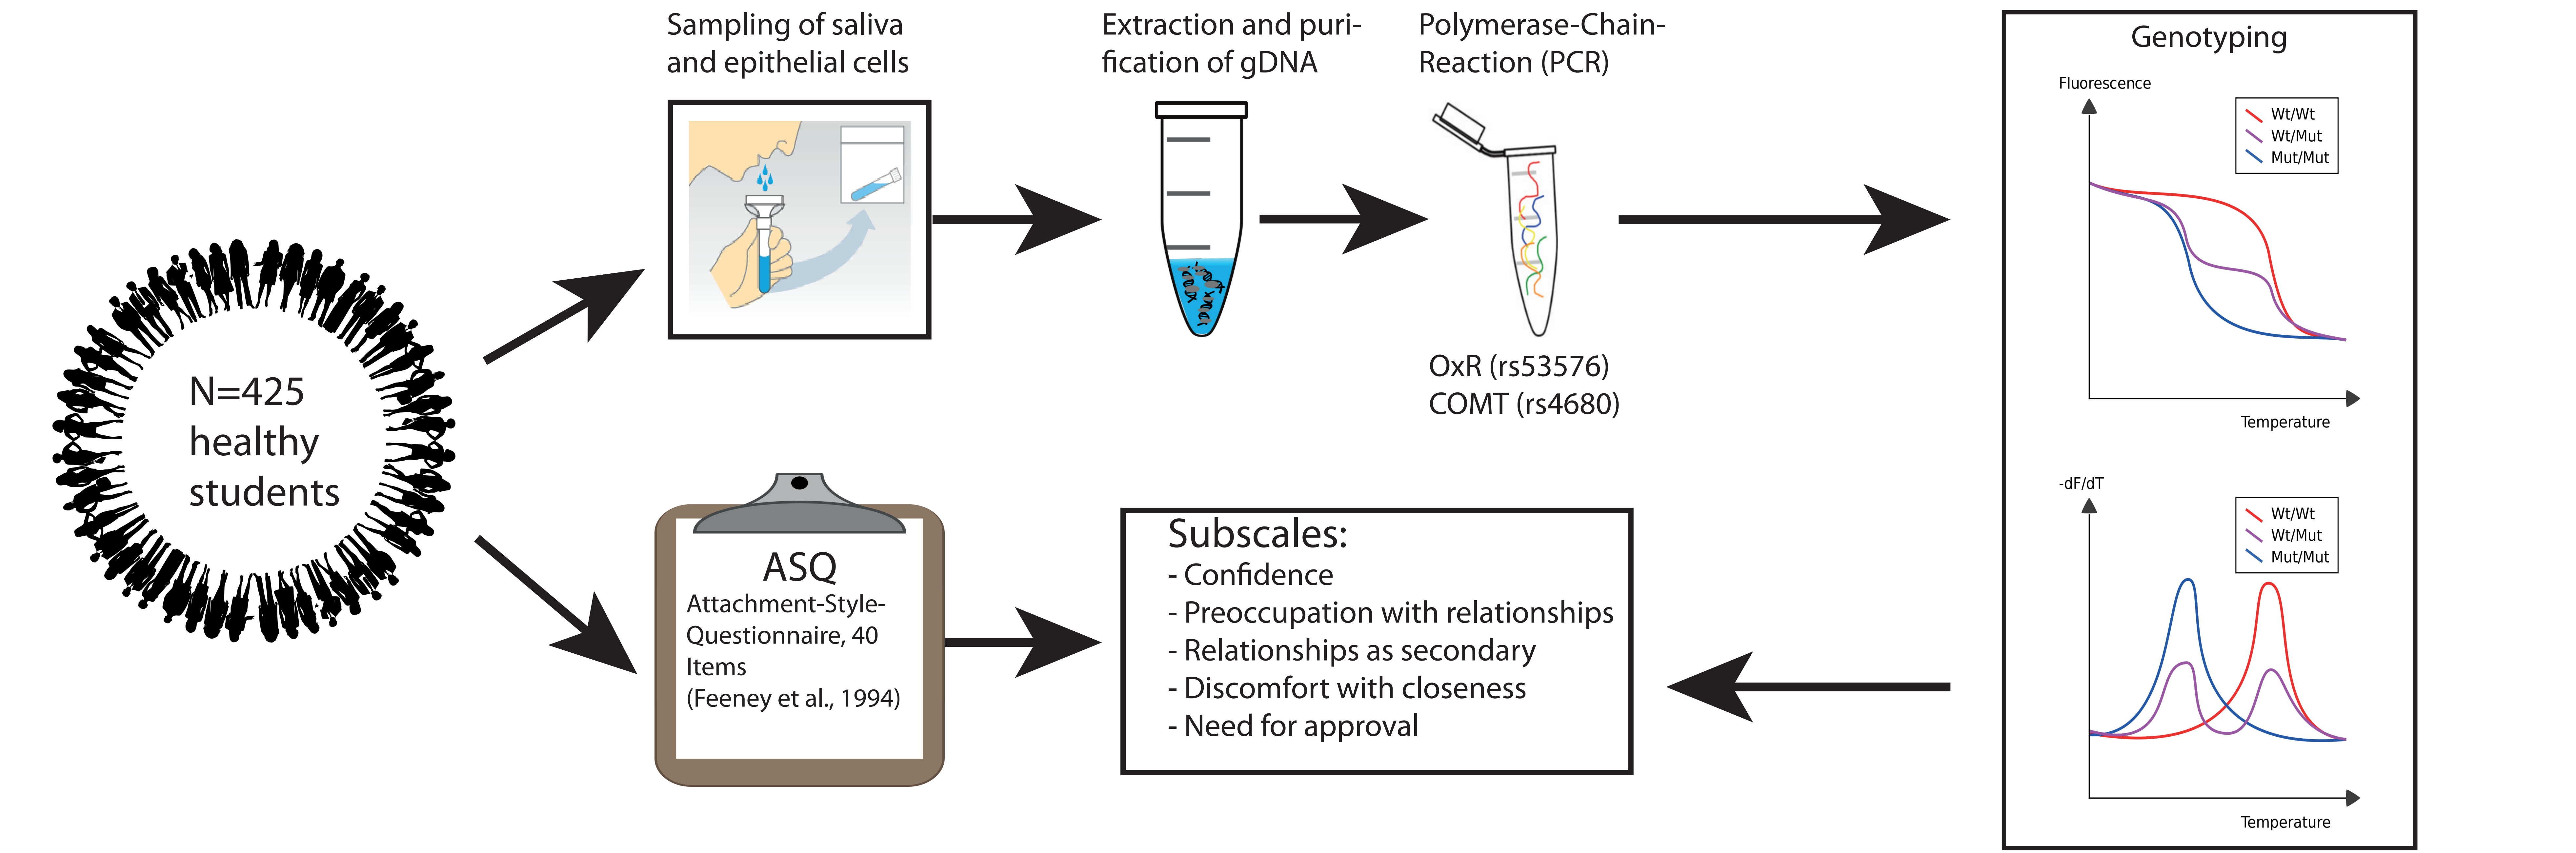 Sampling of saliva
and epithelial cells
Extraction and puri-
fication of gDNA
Polymerase-Chain-
Reaction (PCR)
OxR (rs53576)
COMT (rs4680)
Genotyping
Fluorescence
Wt/Wt
Wt/Mut
Mut/Mut
Temperature
-dF/dT
Wt/Wt
Wt/Mut
Mut/Mut
Temperature
N=425
healthy
students
ASQ
Attachment-Style-
Questionnaire, 40
Items
(Feeney et al., 1994)
Subscales:
- Confidence
- Preoccupation with relationships
- Relationships as secondary
- Discomfort with closeness
- Need for approval